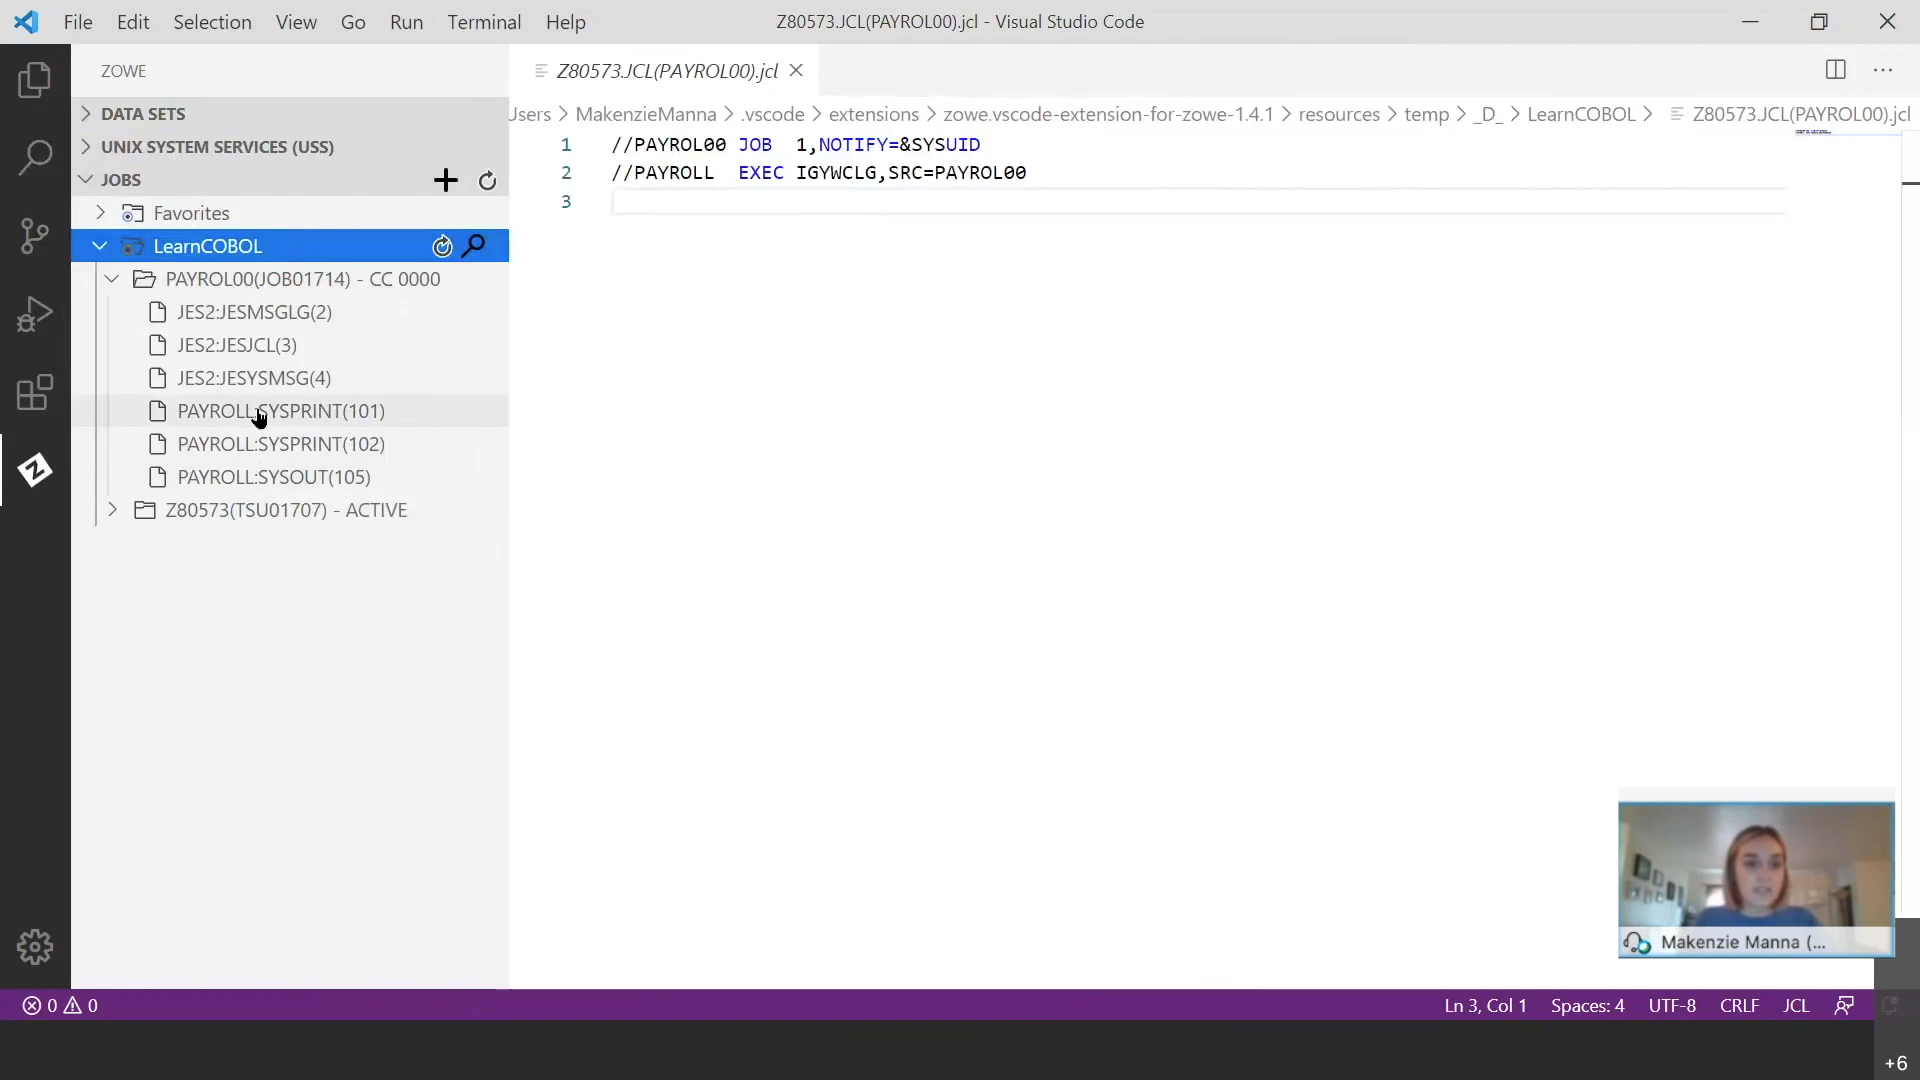 File Edit Selection View Go Run Terminal Help
Z80573.JCL(PAYROL00).jcl - Visual Studio Code
ZOWE
DATA SETS
UNIX SYSTEM SERVICES (USS)
JOBS
Favorites
LearnCOBOL
PAYROL00(JOB01714) - CC 0000
JES2:JESMSGLG(2)
JES2:JESJCL(3)
JES2:JESYSMSG(4)
PAYROLL:SYSPRINT(101)
PAYROLL:SYSPRINT(102)
PAYROLL:SYSOUT(105)
Z80573(TSU01707) - ACTIVE
Z80573.JCL(PAYROL00).jcl
Users > MakenzieManna > .vscode > extensions > zowe.vscode-extension-for-zowe-1.4.1 > resources > temp > _D_ > LearnCOBOL > Z80573.JCL(PAYROL00).jcl
1 //PAYROL00 JOB 1,NOTIFY=&SYSUID
2 //PAYROLL EXEC IGYWCLG,SRC=PAYROL00
3
Makenzie Manna (...
0 0
Ln 3, Col 1 Spaces: 4 UTF-8 CRLF JCL
+6